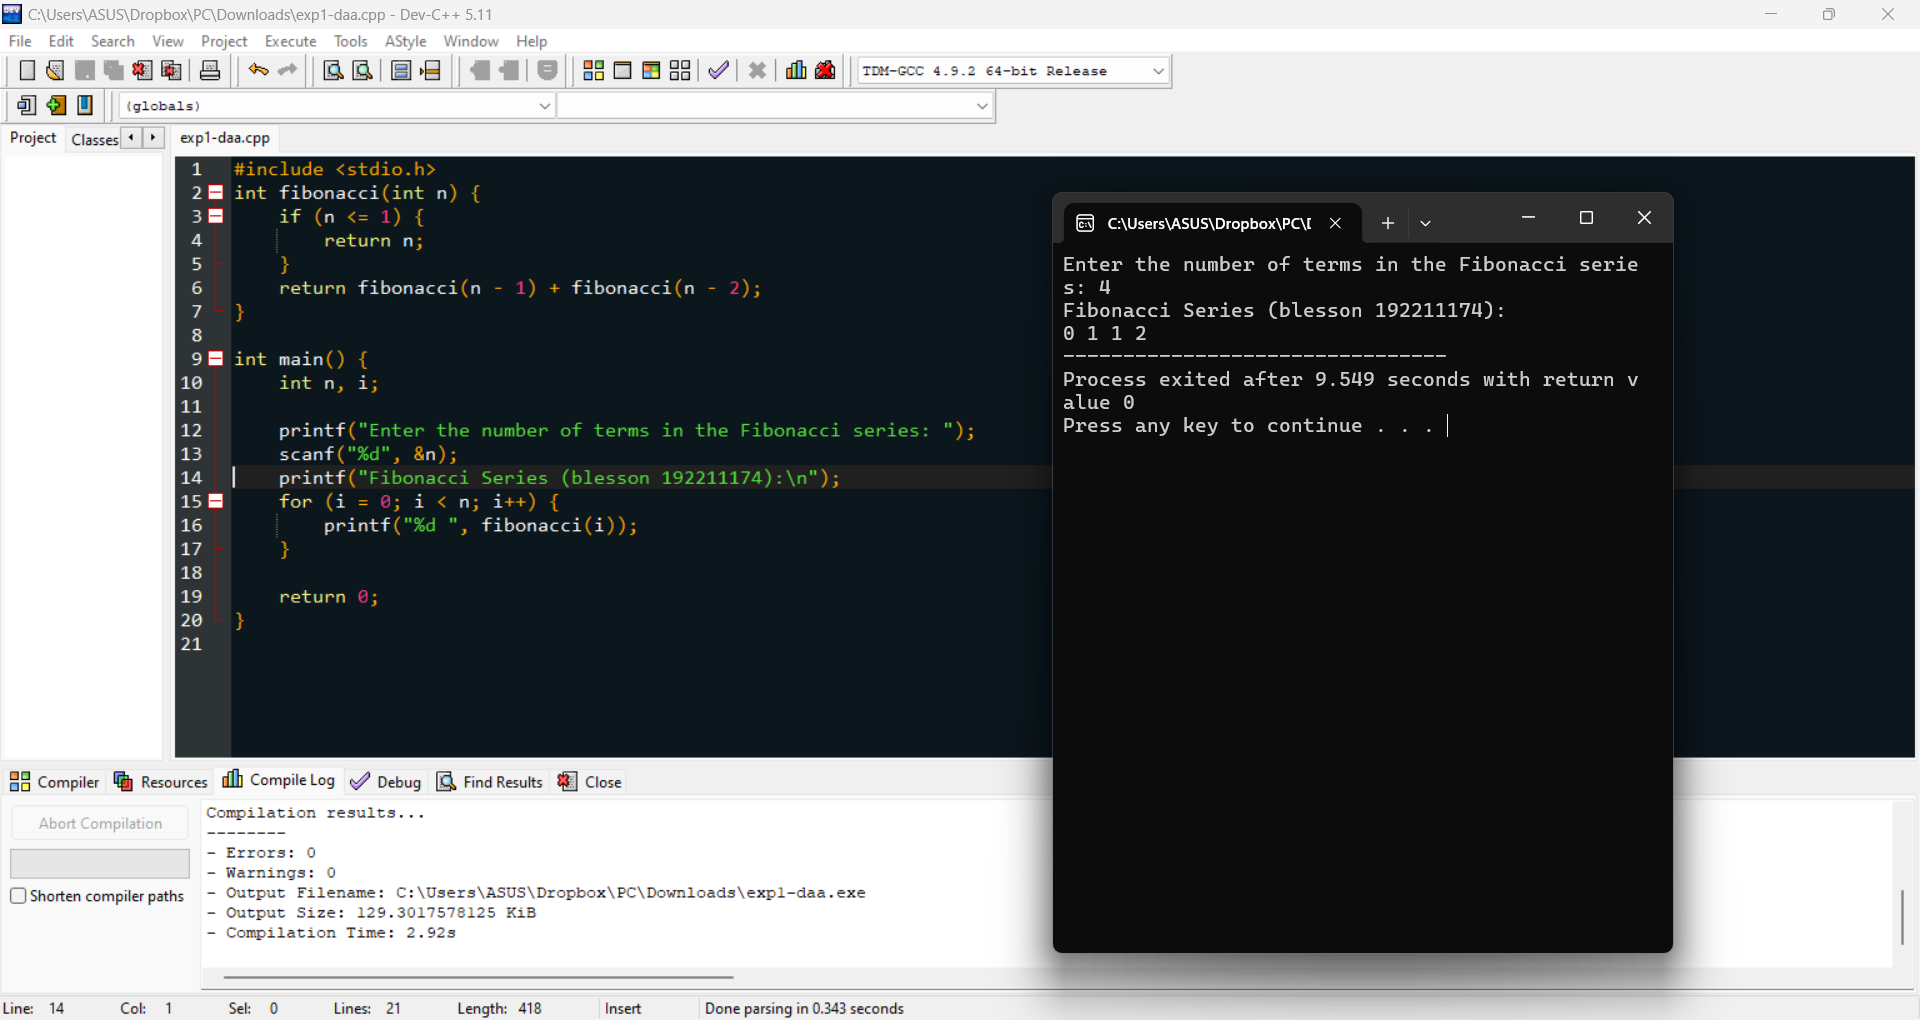 C:\Users\ASUS\Dropbox\PC\Downloads\exp1-daa.cpp - Dev-C++ 5.11
File Edit Search View Project Execute Tools AStyle Window Help
TDM-GCC 4.9.2 64-bit Release
(globals)
Project Classes exp1-daa.cpp
1 #include <stdio.h>
2 int fibonacci(int n) {
3 if (n <= 1) {
4 return n;
5 }
6 return fibonacci(n - 1) + fibonacci(n - 2);
7 }
8
9 int main() {
10 int n, i;
11
12 printf("Enter the number of terms in the Fibonacci series: ");
13 scanf("%d", &n);
14 printf("Fibonacci Series (blesson 192211174):\n");
15 for (i = 0; i < n; i++) {
16 printf("%d ", fibonacci(i));
17 }
18
19 return 0;
20 }
21
C:\Users\ASUS\Dropbox\PC\
Enter the number of terms in the Fibonacci serie
s: 4
Fibonacci Series (blesson 192211174):
0 1 1 2
--------------------------------
Process exited after 9.549 seconds with return v
alue 0
Press any key to continue . . .
Compiler Resources Compile Log Debug Find Results Close
Abort Compilation
Shorten compiler paths
Compilation results...
--------
- Errors: 0
- Warnings: 0
- Output Filename: C:\Users\ASUS\Dropbox\PC\Downloads\exp1-daa.exe
- Output Size: 129.3017578125 KiB
- Compilation Time: 2.92s
Line: 14 Col: 1 Sel: 0 Lines: 21 Length: 418 Insert Done parsing in 0.343 seconds